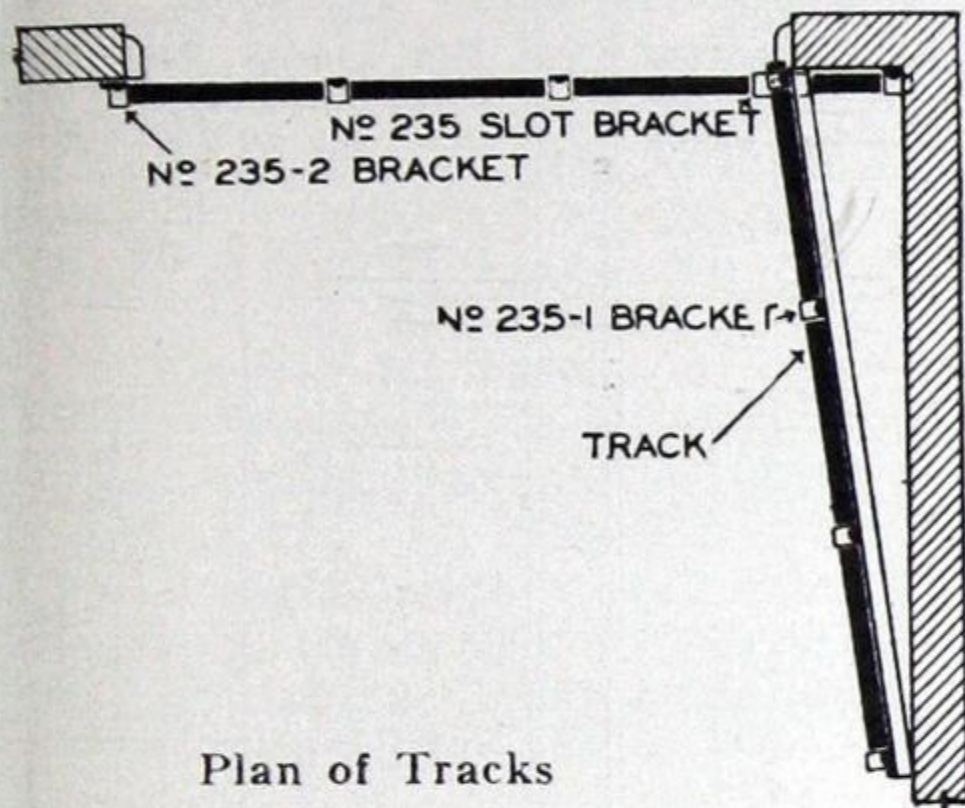 Nº 235 SLOT BRACKET
Nº 235-2 BRACKET
Nº 235-1 BRACKET
TRACK
Plan of Tracks